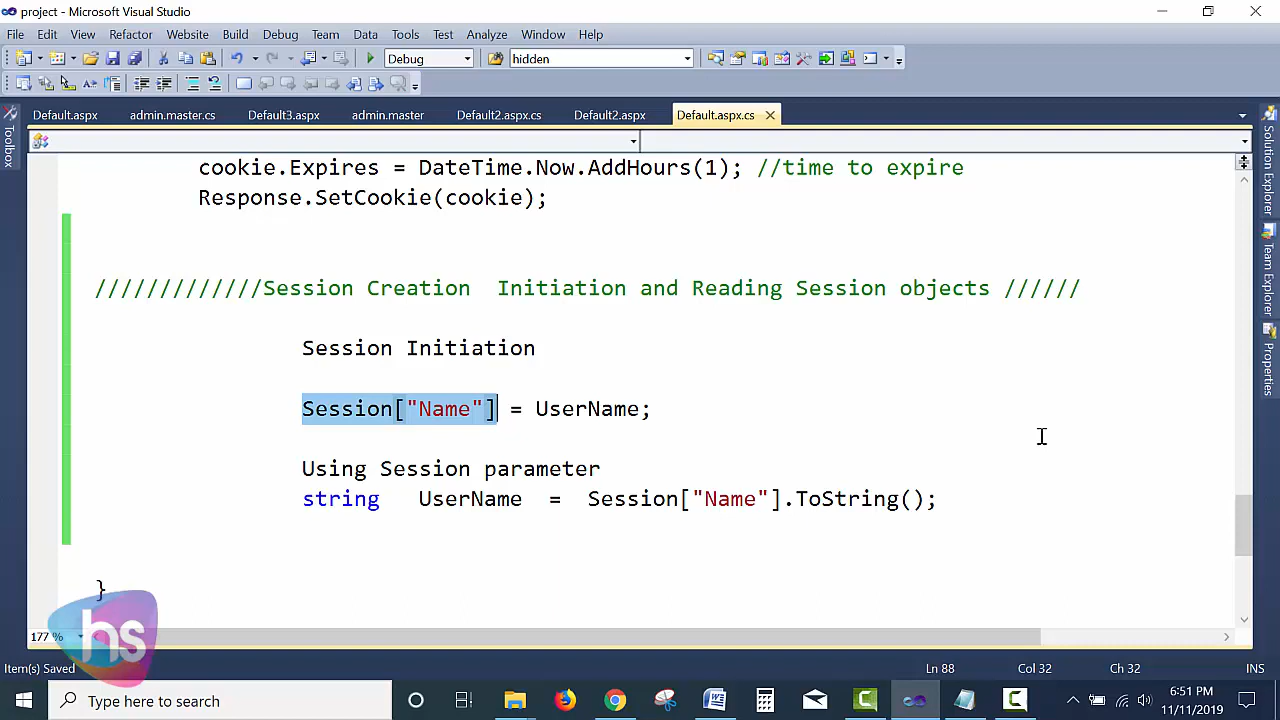 project - Microsoft Visual Studio
File Edit View Refactor Website Build Debug Team Data Tools Test Analyze Window Help
Debug hidden
Default.aspx admin.master.cs Default3.aspx admin.master Default2.aspx.cs Default2.aspx Default.aspx.cs
Toolbox
Solution Explorer
Team Explorer
Properties
cookie.Expires = DateTime.Now.AddHours(1); //time to expire
Response.SetCookie(cookie);
/////////////Session Creation  Initiation and Reading Session objects //////
Session Initiation
Session["Name"] = UserName;
Using Session parameter
string   UserName  =  Session["Name"].ToString();
}
hs
177 %
Item(s) Saved Ln 88 Col 32 Ch 32 INS
Type here to search 6:51 PM
11/11/2019